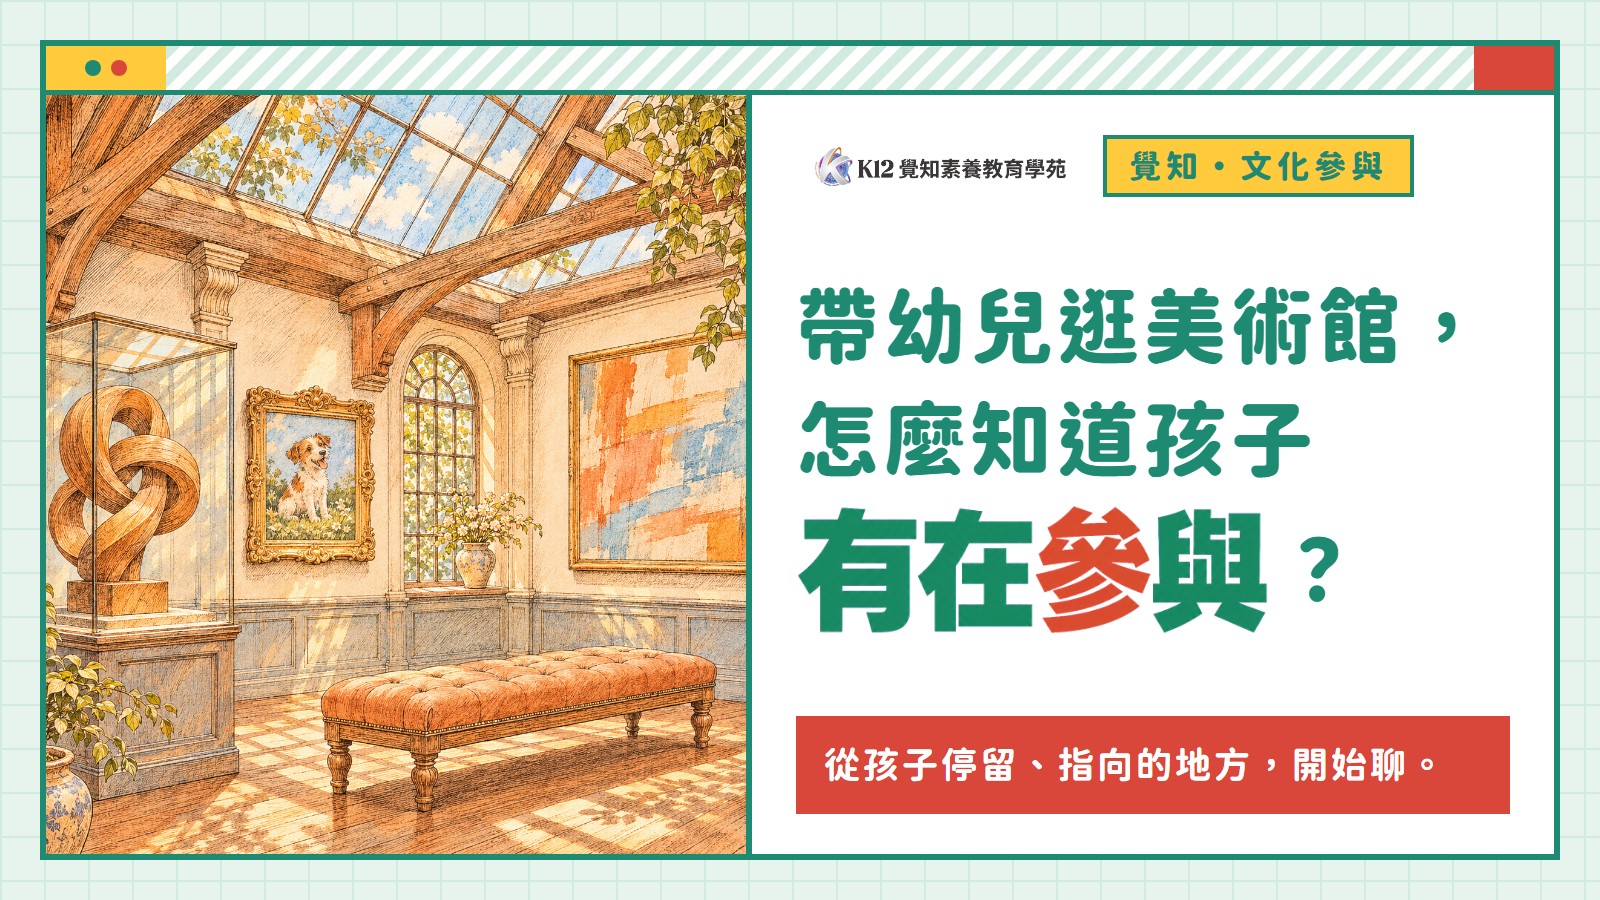 K12 覺知素養教育學苑
覺知・文化參與
帶幼兒逛美術館，
怎麼知道孩子
有在參與？
從孩子停留、指向的地方，開始聊。